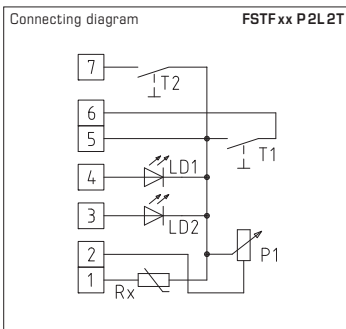 Connecting diagram FSTFxx P2L2T
7
T2
6
5
T1
4
LD1
3
LD2
2
P1
1
Rx